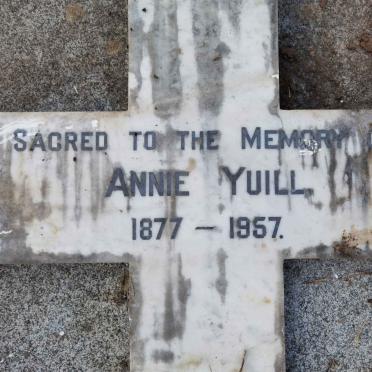 SACRED TO THE MEMORY
ANNIE YUILL.
1877 — 1957.